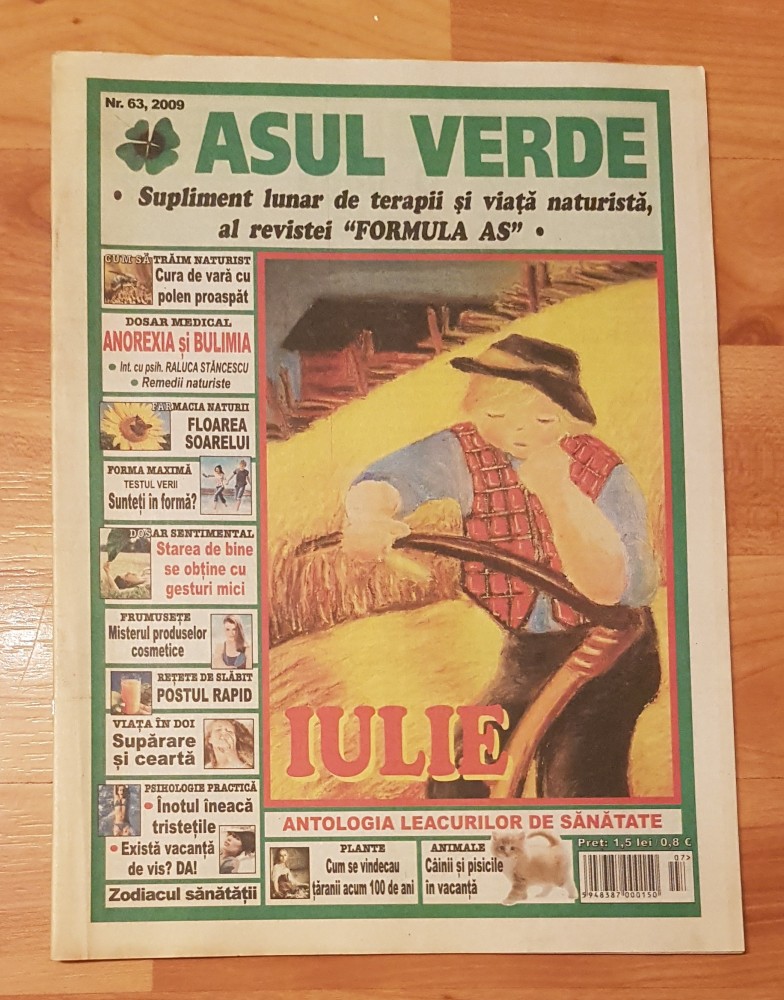 Nr. 63, 2009
ASUL VERDE
• Supliment lunar de terapii și viață naturistă,
al revistei “FORMULA AS” •
CUM SĂ TRĂIM NATURIST
Cura de vară cu
polen proaspăt
DOSAR MEDICAL
ANOREXIA și BULIMIA
• Int. cu psih. RALUCA STĂNCESCU
• Remedii naturiste
FARMACIA NATURII
FLOAREA
SOARELUI
FORMA MAXIMĂ
TESTUL VERII
Sunteți în formă?
DOSAR SENTIMENTAL
Starea de bine
se obține cu
gesturi mici
FRUMUSEȚE
Misterul produselor
cosmetice
REȚETE DE SLĂBIT
POSTUL RAPID
VIAȚA ÎN DOI
Supărare
și ceartă
PSIHOLOGIE PRACTICĂ
• Înotul îneacă
tristețile
• Există vacanță
de vis? DA!
Zodiacul sănătății
IULIE
ANTOLOGIA LEACURILOR DE SĂNĂTATE
PLANTE
Cum se vindecau
țăranii acum 100 de ani
ANIMALE
Câinii și pisicile
în vacanță
Preț: 1,5 lei 0,8 €
07>
5948387000150